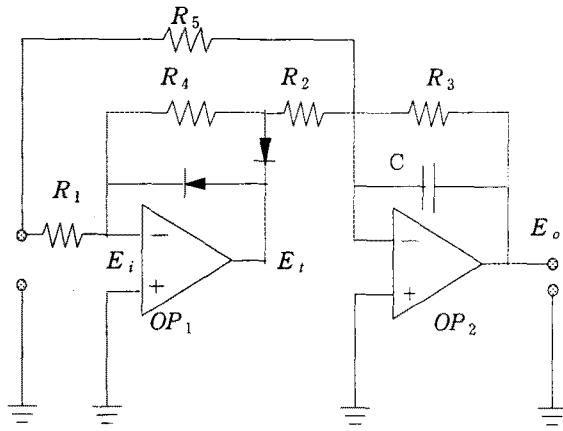 R₅
R₄ R₂ R₃
C
R₁
− − Eₒ
Eᵢ Eₜ
+ +
OP₁ OP₂